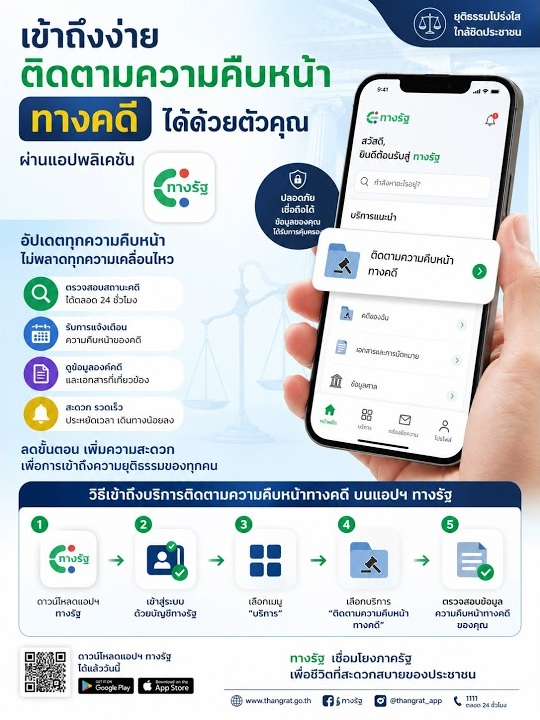 ยุติธรรมโปร่งใส
ใกล้ชิดประชาชน
เข้าถึงง่าย
ติดตามความคืบหน้า
ทางคดี ได้ด้วยตัวคุณ
ผ่านแอปพลิเคชัน
ทางรัฐ
ปลอดภัย
เชื่อถือได้
ข้อมูลของคุณ
ได้รับการคุ้มครอง
9:41
ทางรัฐ
สวัสดี,
ยินดีต้อนรับสู่ ทางรัฐ
กำลังหาอะไรอยู่?
บริการแนะนำ
ติดตามความคืบหน้า
ทางคดี
คดีของฉัน
เอกสารและการนัดหมาย
ข้อมูลศาล
หน้าหลัก
บริการ
กล่องข้อความ
โปรไฟล์
อัปเดตทุกความคืบหน้า
ไม่พลาดทุกความเคลื่อนไหว
ตรวจสอบสถานะคดี
ได้ตลอด 24 ชั่วโมง
รับการแจ้งเตือน
ความคืบหน้าของคดี
ดูข้อมูลองค์คดี
และเอกสารที่เกี่ยวข้อง
สะดวก รวดเร็ว
ประหยัดเวลา เดินทางน้อยลง
ลดขั้นตอน เพิ่มความสะดวก
เพื่อการเข้าถึงความยุติธรรมของทุกคน
วิธีเข้าถึงบริการติดตามความคืบหน้าทางคดี บนแอปฯ ทางรัฐ
1
ทางรัฐ
ดาวน์โหลดแอปฯ
ทางรัฐ
2
เข้าสู่ระบบ
ด้วยบัญชีทางรัฐ
3
เลือกเมนู
"บริการ"
4
เลือกบริการ
"ติดตามความคืบหน้า
ทางคดี"
5
ตรวจสอบข้อมูล
ความคืบหน้าทางคดี
ของคุณ
ดาวน์โหลดแอปฯ ทางรัฐ
ได้แล้ววันนี้
GET IT ON
Google Play
Download on the
App Store
ทางรัฐ เชื่อมโยงภาครัฐ
เพื่อชีวิตที่สะดวกสบายของประชาชน
www.thangrat.go.th
ทางรัฐ
@thangrat_app
1111
ตลอด 24 ชั่วโมง